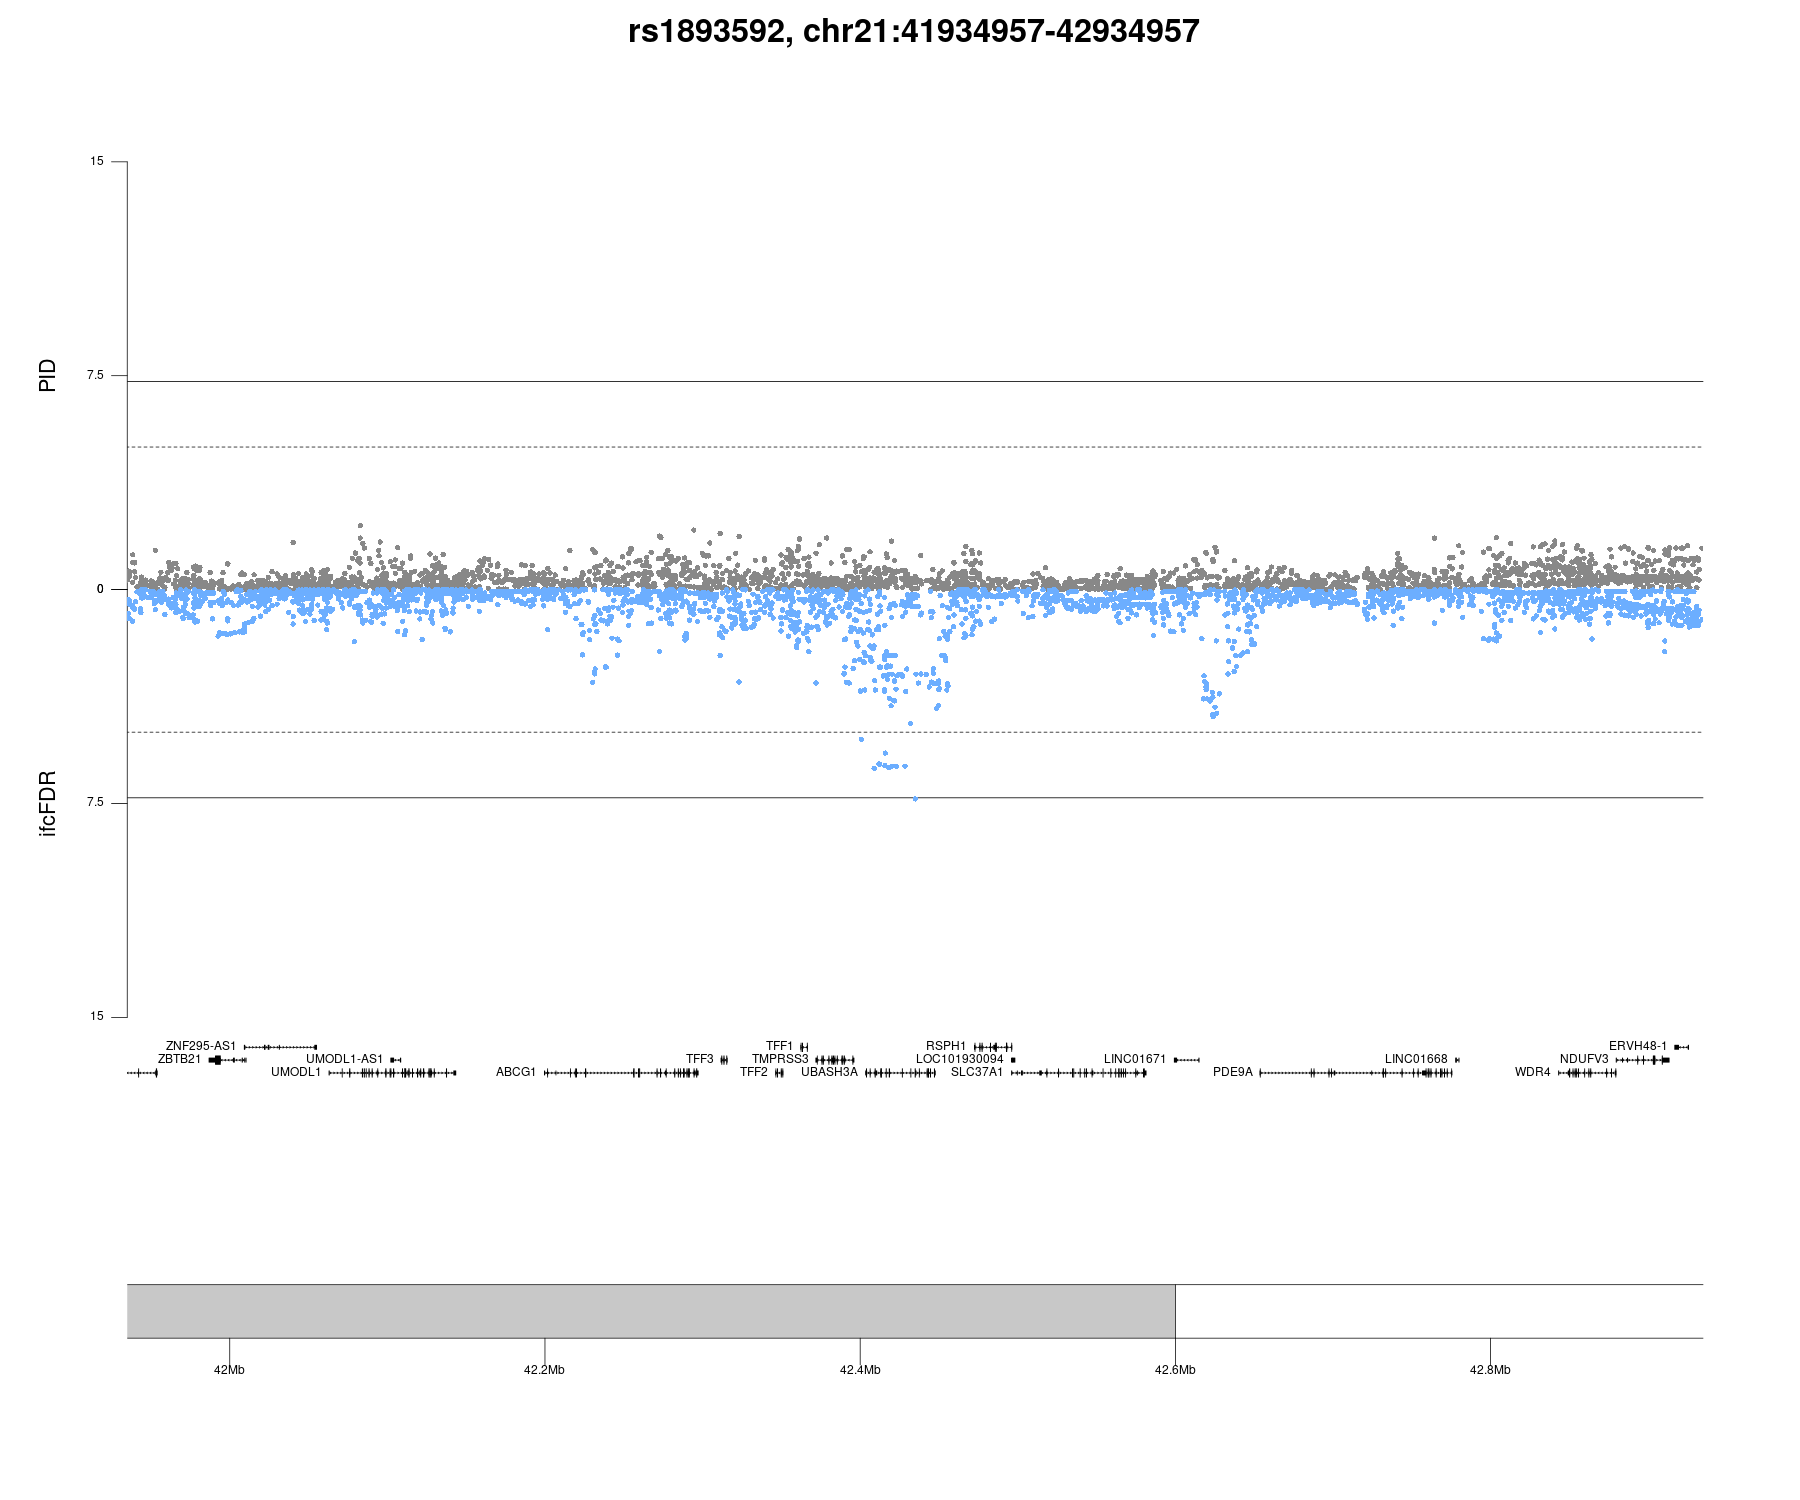 rs1893592, chr21:41934957-42934957
15
PID
7.5
0
ifcFDR
7.5
15
ZNF295-AS1 TFF1 RSPH1 ERVH48-1
ZBTB21 UMODL1-AS1 TFF3 TMPRSS3 LOC101930094 LINC01671 LINC01668 NDUFV3
UMODL1 ABCG1 TFF2 UBASH3A SLC37A1 PDE9A WDR4
42Mb 42.2Mb 42.4Mb 42.6Mb 42.8Mb